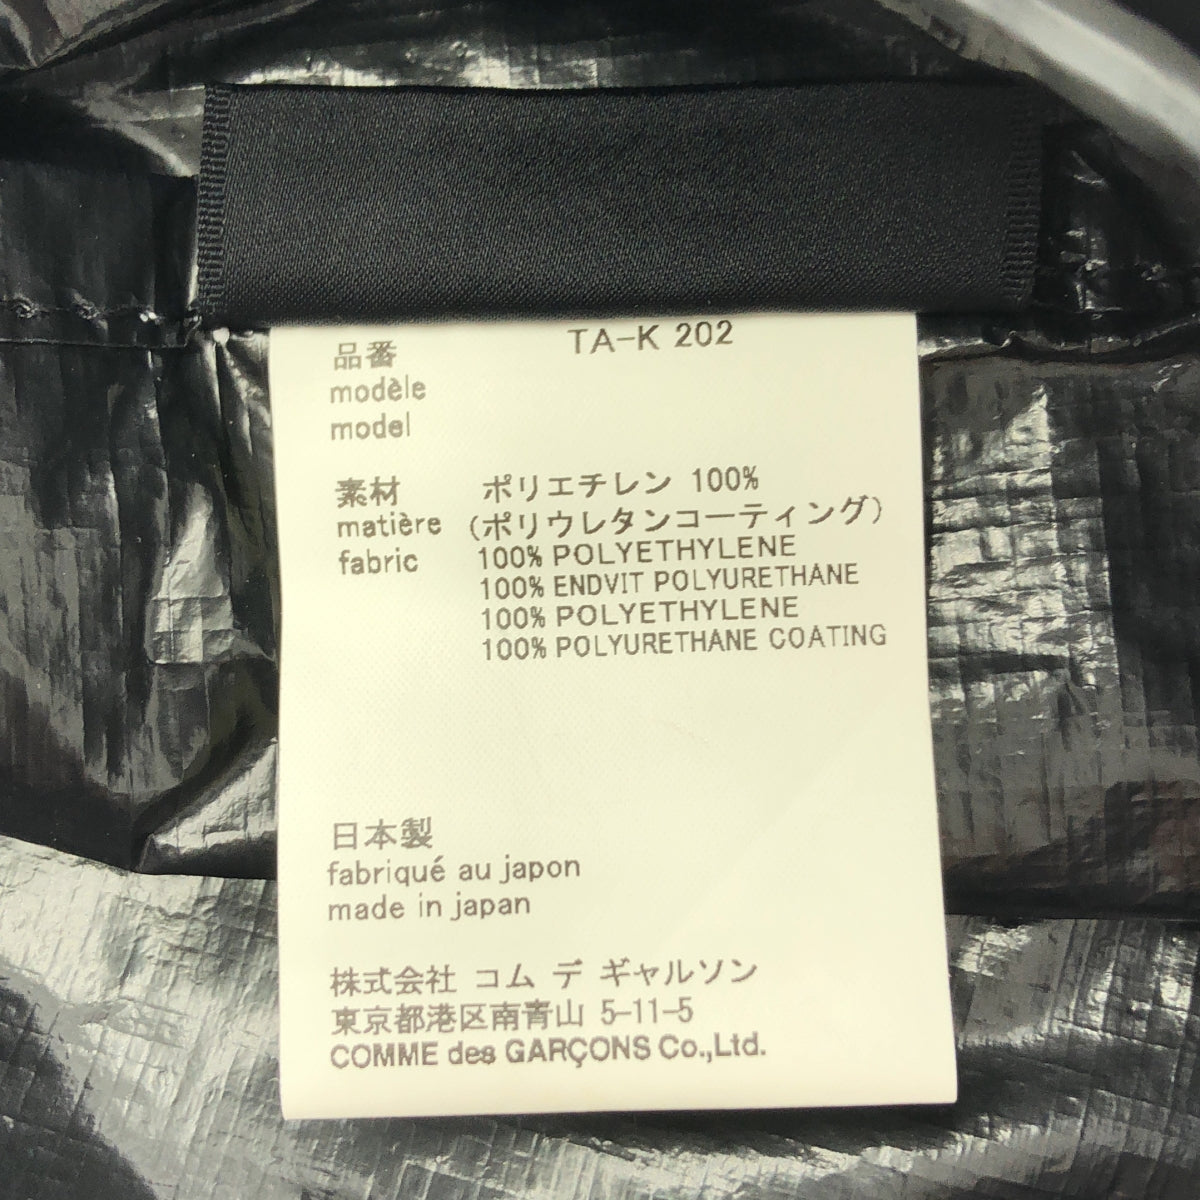 品番 TA-K 202
modèle
model
素材 ポリエチレン 100%
matière (ポリウレタンコーティング)
fabric 100% POLYETHYLENE
100% ENDVIT POLYURETHANE
100% POLYETHYLENE
100% POLYURETHANE COATING
日本製
fabriqué au japon
made in japan
株式会社 コム デ ギャルソン
東京都港区南青山 5-11-5
COMME des GARÇONS Co.,Ltd.